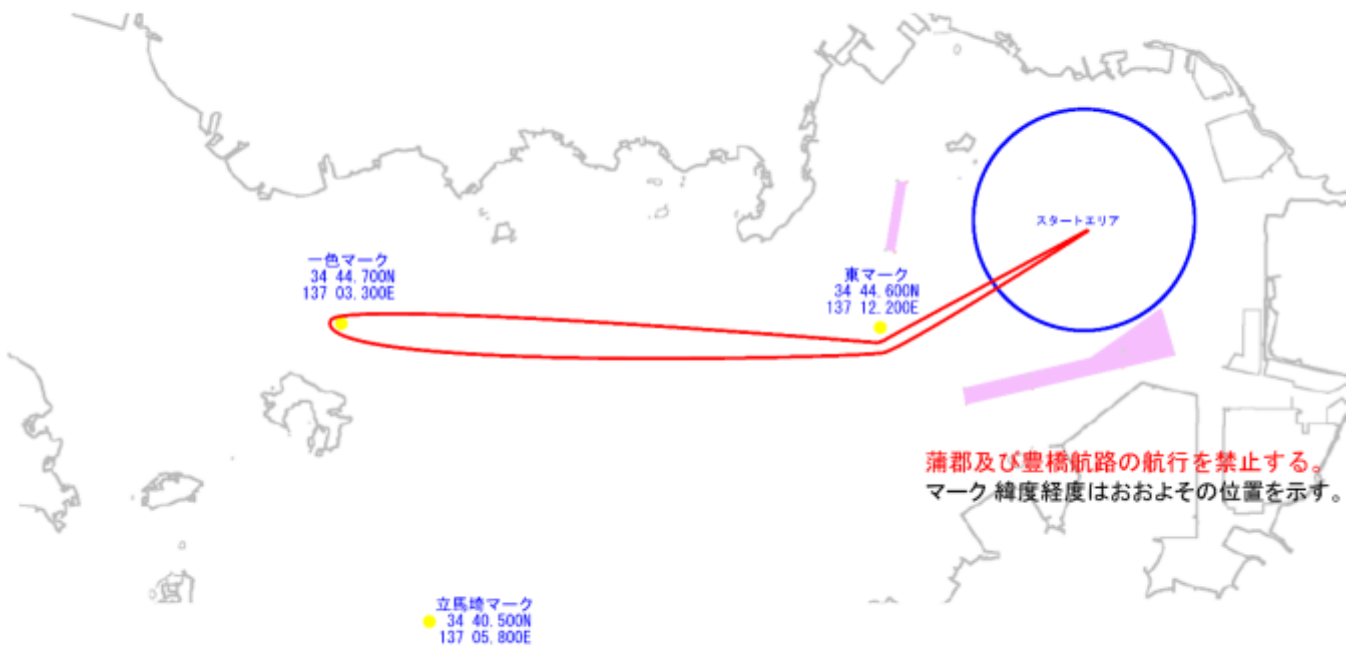 スタートエリア
一色マーク
34 44.700N
137 03.300E
東マーク
34 44.600N
137 12.200E
蒲郡及び豊橋航路の航行を禁止する。
マーク 緯度経度はおおよその位置を示す。
立馬埼マーク
34 40.500N
137 05.800E